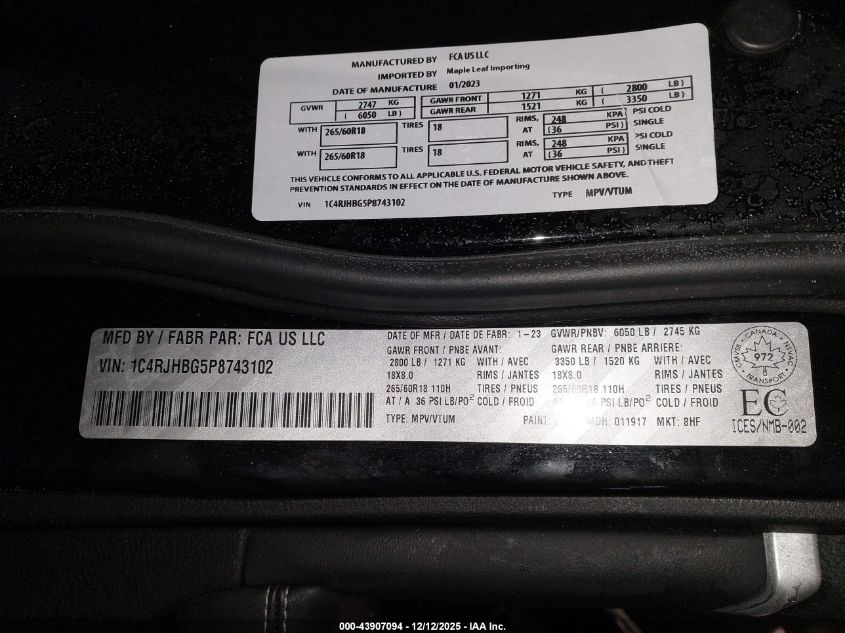 MANUFACTURED BY FCA US LLC
IMPORTED BY Maple Leaf Importing
DATE OF MANUFACTURE 01/2023
GVWR 2747 KG GAWR FRONT 1271 KG ( 2800 LB )
( 6050 LB ) GAWR REAR 1521 KG ( 3350 LB )
WITH 265/60R18 TIRES 18 RIMS, AT 248 KPA (36 PSI) PSI COLD SINGLE
WITH 265/60R18 TIRES 18 RIMS, AT 248 KPA (36 PSI) PSI COLD SINGLE
THIS VEHICLE CONFORMS TO ALL APPLICABLE U.S. FEDERAL MOTOR VEHICLE SAFETY, AND THEFT
PREVENTION STANDARDS IN EFFECT ON THE DATE OF MANUFACTURE SHOWN ABOVE.
VIN 1C4RJHBG5P8743102 TYPE MPV/VTUM
MFD BY / FABR PAR: FCA US LLC
VIN: 1C4RJHBG5P8743102
DATE OF MFR / DATE DE FABR: 1-23 GVWR/PNBV: 6050 LB / 2745 KG
GAWR FRONT / PNBE AVANT: GAWR REAR / PNBE ARRIERE:
2800 LB / 1271 KG WITH / AVEC 3350 LB / 1520 KG WITH / AVEC
18X8.0 RIMS / JANTES 18X8.0 RIMS / JANTES
265/60R18 110H TIRES / PNEUS 265/60R18 110H TIRES / PNEUS
AT / A 36 PSI LB/PO² COLD / FROID PSI LB/PO² COLD / FROID
TYPE: MPV/VTUM PAINT: 011917 MKT: 8HF
CANADA
CMVSS NSVAC
972
TRANSPORT
EC
ICES/NMB-002
000-43907094 • 12/12/2025 • IAA Inc.